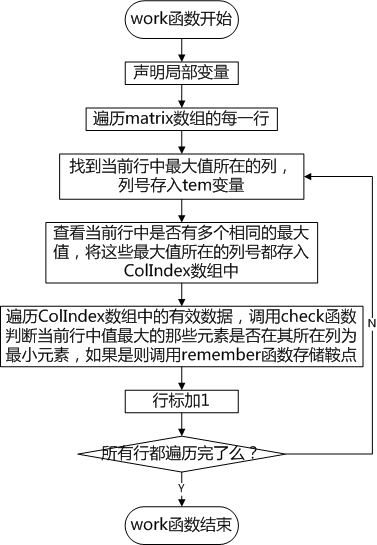 work函数开始
声明局部变量
遍历matrix数组的每一行
找到当前行中最大值所在的列，
列号存入tem变量
查看当前行中是否有多个相同的最大
值，将这些最大值所在的列号都存入
ColIndex数组中
遍历ColIndex数组中的有效数据，调用check函数
判断当前行中值最大的那些元素是否在其所在列为
最小元素，如果是则调用remember函数存储鞍点
N
行标加1
所有行都遍历完了么？
Y
work函数结束